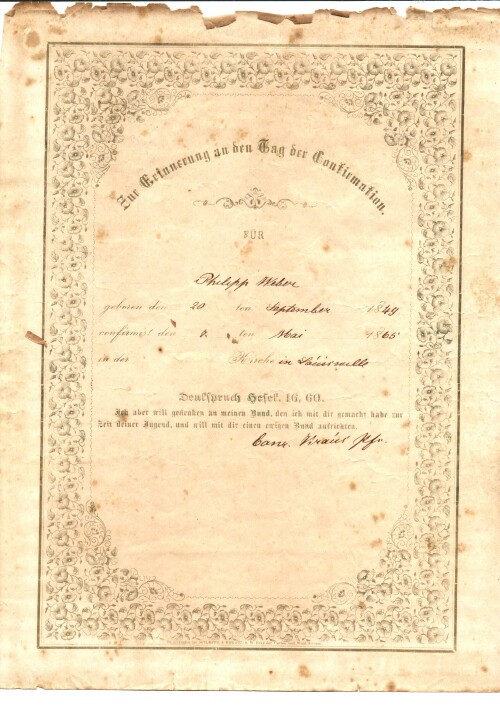 Zur Erinnerung an den Tag der Confirmation.
FÜR
Philipp Weber
geboren den 20 ten September 1849
confirmirt den 7. ten Mai 1865
in der Kirche in Louisville
Denkspruch Hesek. 16, 60.
Ich aber will gedenken an meinen Bund, den ich mit dir gemacht habe zur
Zeit deiner Jugend, und will mit dir einen ewigen Bund aufrichten.
Conr. Braun Pfr.